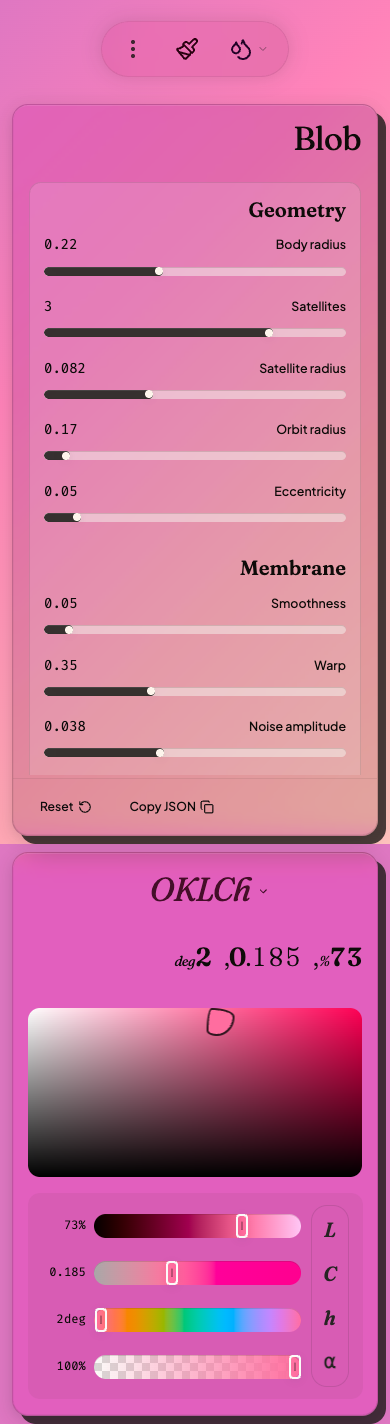 Blob
Geometry
0.22 Body radius
3 Satellites
0.082 Satellite radius
0.17 Orbit radius
0.05 Eccentricity
Membrane
0.05 Smoothness
0.35 Warp
0.038 Noise amplitude
Reset Copy JSON
OKLCh
deg2 ,0.185 ,%73
73% L
0.185 C
2deg h
100% α